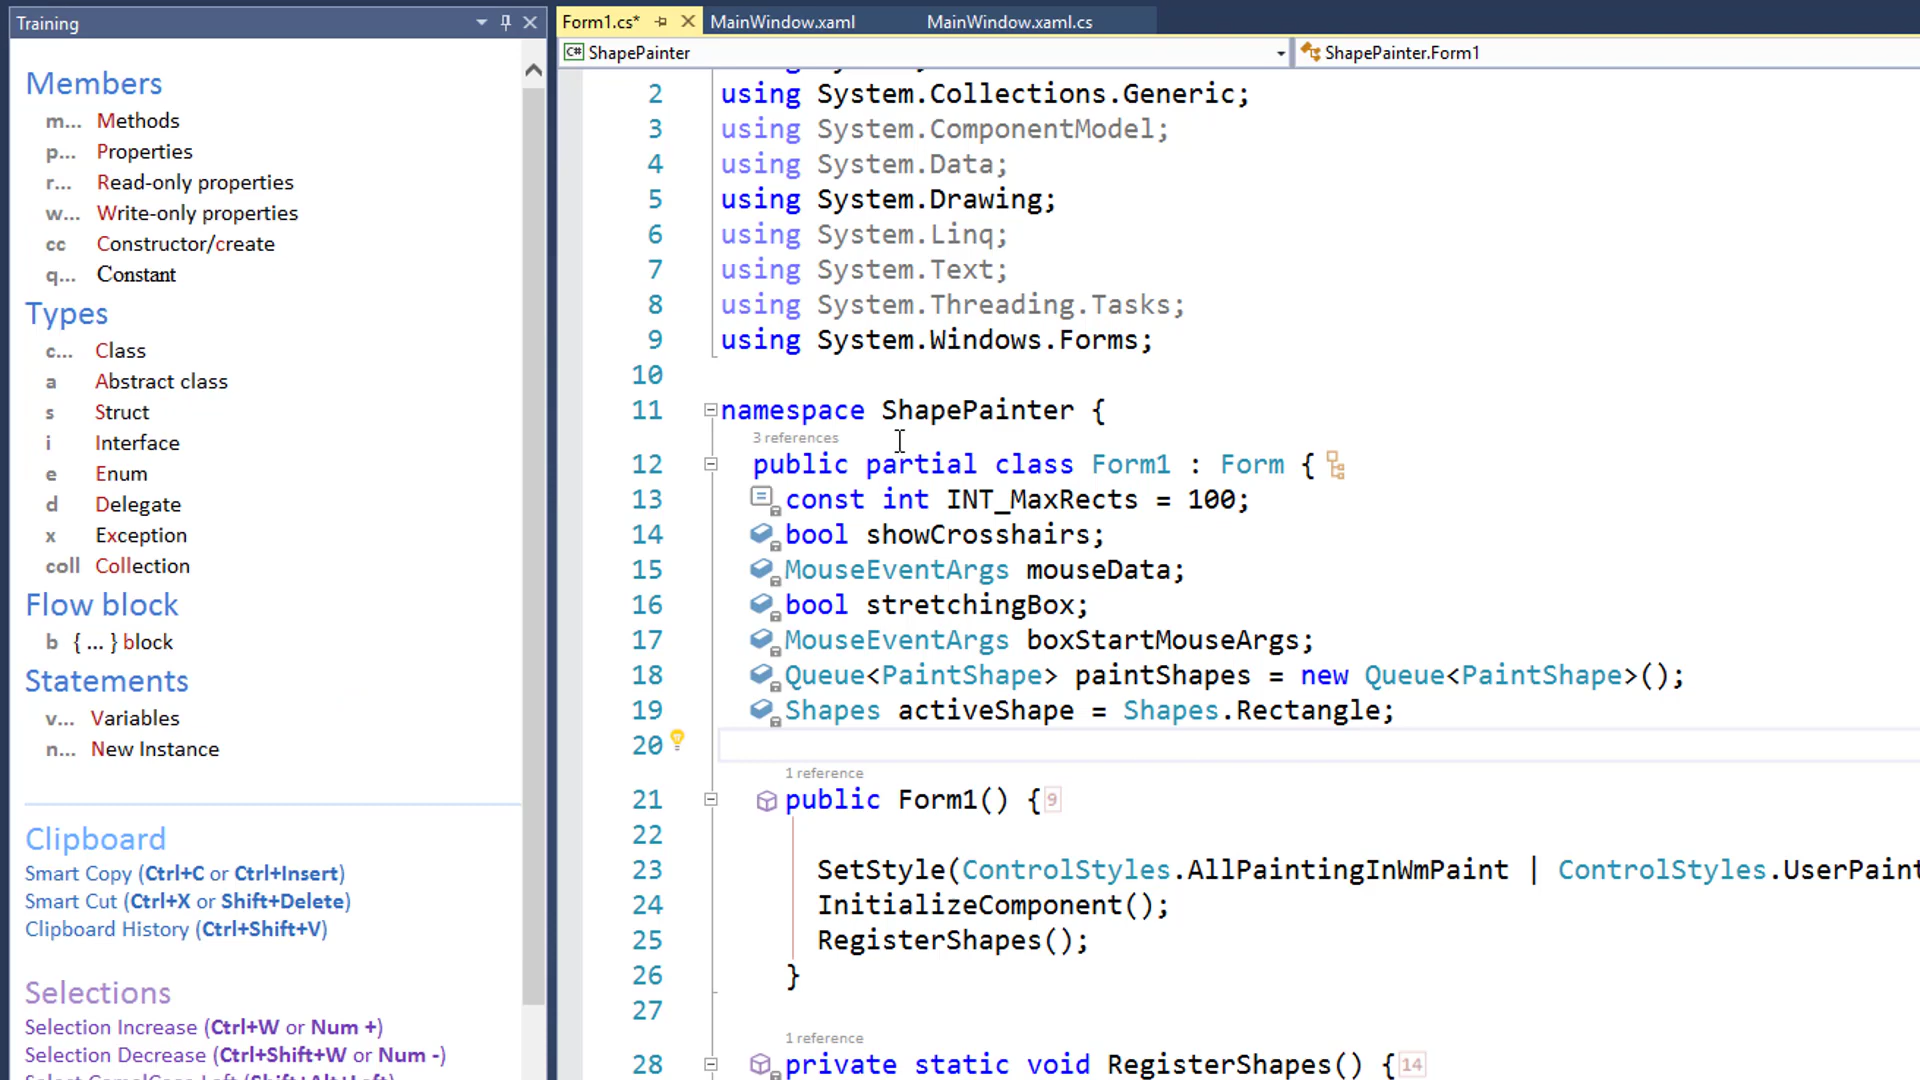 Training
Members
m... Methods
p... Properties
r... Read-only properties
w... Write-only properties
cc Constructor/create
q... Constant
Types
c... Class
a Abstract class
s Struct
i Interface
e Enum
d Delegate
x Exception
coll Collection
Flow block
b { ... } block
Statements
v... Variables
n... New Instance
Clipboard
Smart Copy (Ctrl+C or Ctrl+Insert)
Smart Cut (Ctrl+X or Shift+Delete)
Clipboard History (Ctrl+Shift+V)
Selections
Selection Increase (Ctrl+W or Num +)
Selection Decrease (Ctrl+Shift+W or Num -)
Select CamelCase Left (Shift+Alt+Left)
Form1.cs* MainWindow.xaml MainWindow.xaml.cs
C# ShapePainter ShapePainter.Form1
2 using System.Collections.Generic;
3 using System.ComponentModel;
4 using System.Data;
5 using System.Drawing;
6 using System.Linq;
7 using System.Text;
8 using System.Threading.Tasks;
9 using System.Windows.Forms;
10
11 namespace ShapePainter {
3 references
12 public partial class Form1 : Form {
13 const int INT_MaxRects = 100;
14 bool showCrosshairs;
15 MouseEventArgs mouseData;
16 bool stretchingBox;
17 MouseEventArgs boxStartMouseArgs;
18 Queue<PaintShape> paintShapes = new Queue<PaintShape>();
19 Shapes activeShape = Shapes.Rectangle;
20
1 reference
21 public Form1() { 9
22
23 SetStyle(ControlStyles.AllPaintingInWmPaint | ControlStyles.UserPaint
24 InitializeComponent();
25 RegisterShapes();
26 }
27
1 reference
28 private static void RegisterShapes() { 14